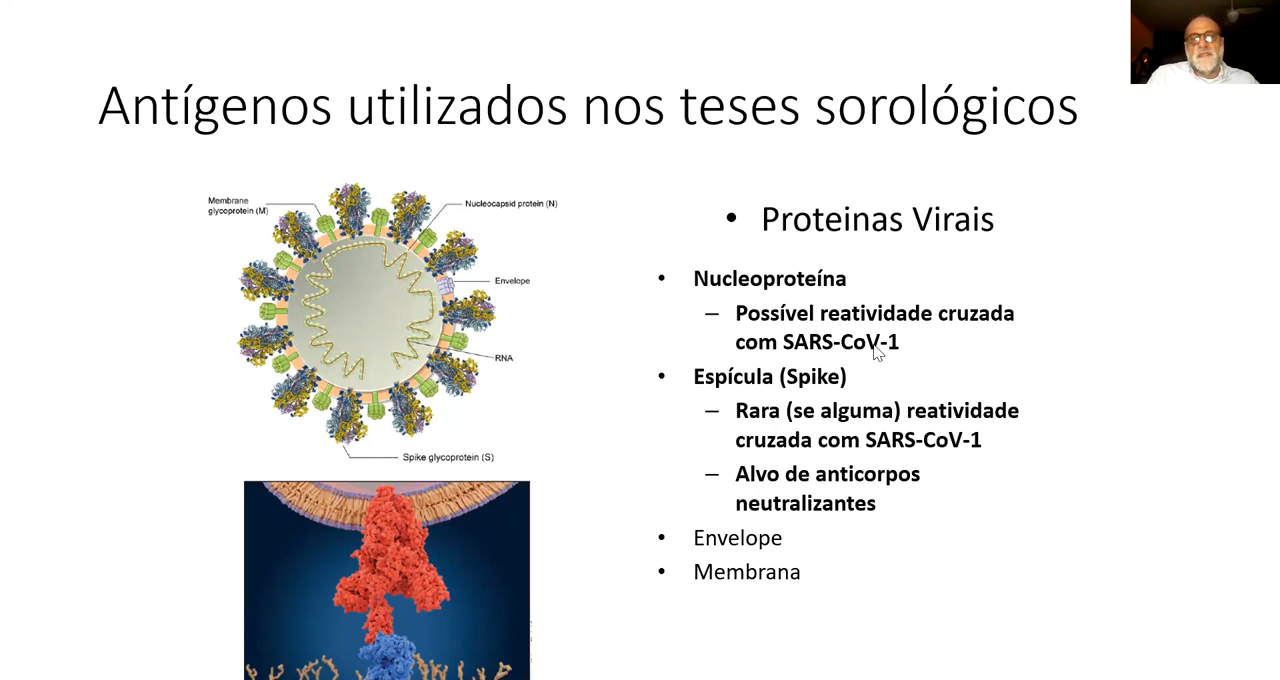 Antígenos utilizados nos teses sorológicos
Membrane
glycoprotein (M)
Nucleocapsid protein (N)
Envelope
RNA
Spike glycoprotein (S)
• Proteinas Virais
• Nucleoproteína
– Possível reatividade cruzada
com SARS-CoV-1
• Espícula (Spike)
– Rara (se alguma) reatividade
cruzada com SARS-CoV-1
– Alvo de anticorpos
neutralizantes
• Envelope
• Membrana